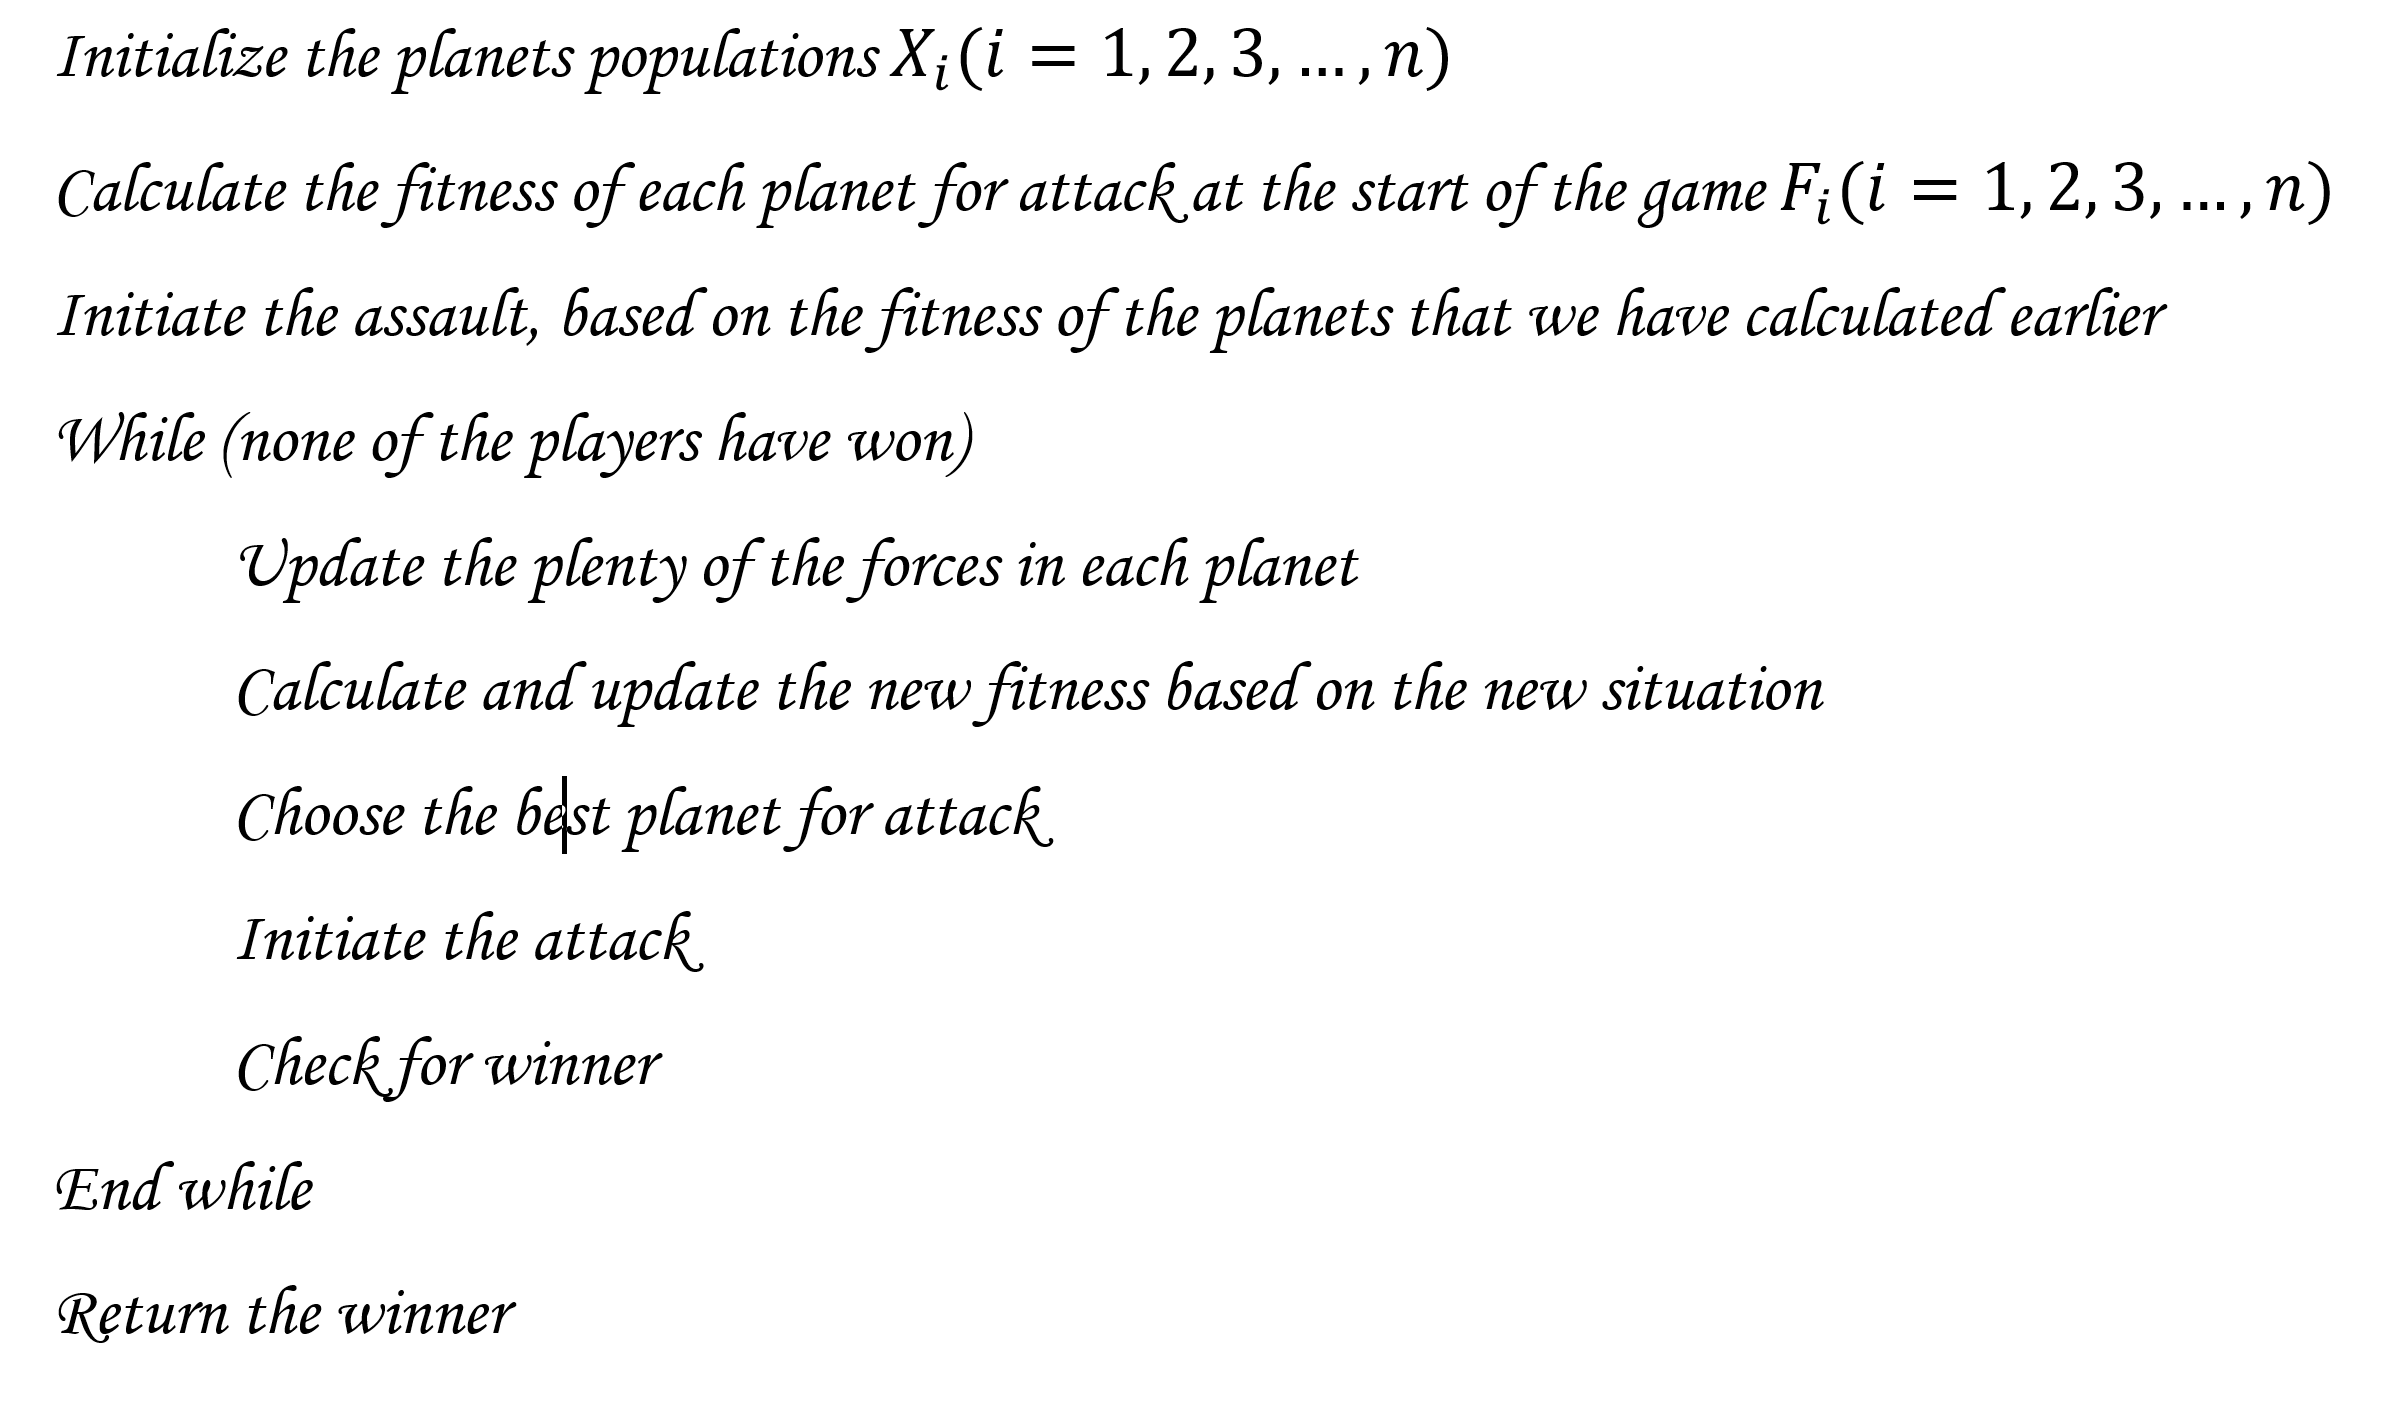 Initialize the planets populations Xᵢ(i = 1, 2, 3, … , n)
Calculate the fitness of each planet for attack at the start of the game Fᵢ(i = 1, 2, 3, … , n)
Initiate the assault, based on the fitness of the planets that we have calculated earlier
While (none of the players have won)
Update the plenty of the forces in each planet
Calculate and update the new fitness based on the new situation
Choose the best planet for attack
Initiate the attack
Check for winner
End while
Return the winner